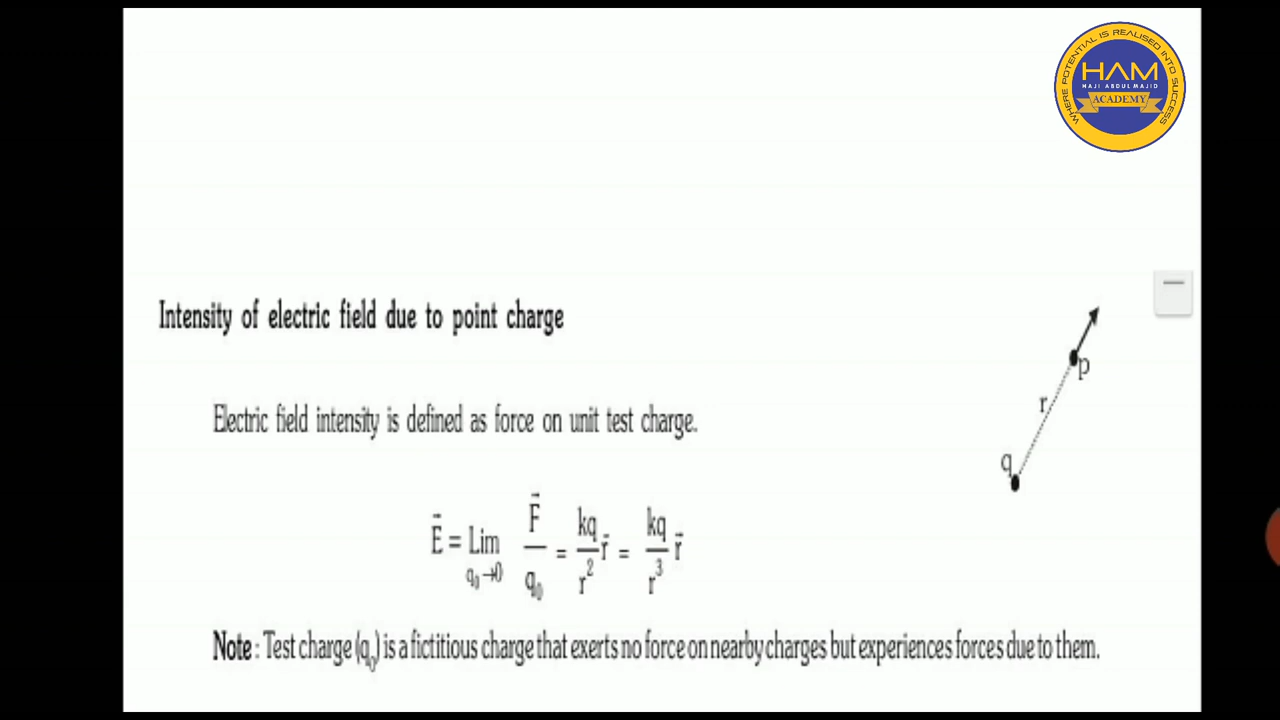 WHERE POTENTIAL IS REALISED INTO SUCCESS
HAM
HAJI ABDUL MAJID
ACADEMY
Intensity of electric field due to point charge
p
r
q
Electric field intensity is defined as force on unit test charge.
E⃗ = Lim q₀→0 F⃗/q₀ = kq/r² r⃗ = kq/r³ r⃗
Note : Test charge (q₀) is a fictitious charge that exerts no force on nearby charges but experiences forces due to them.